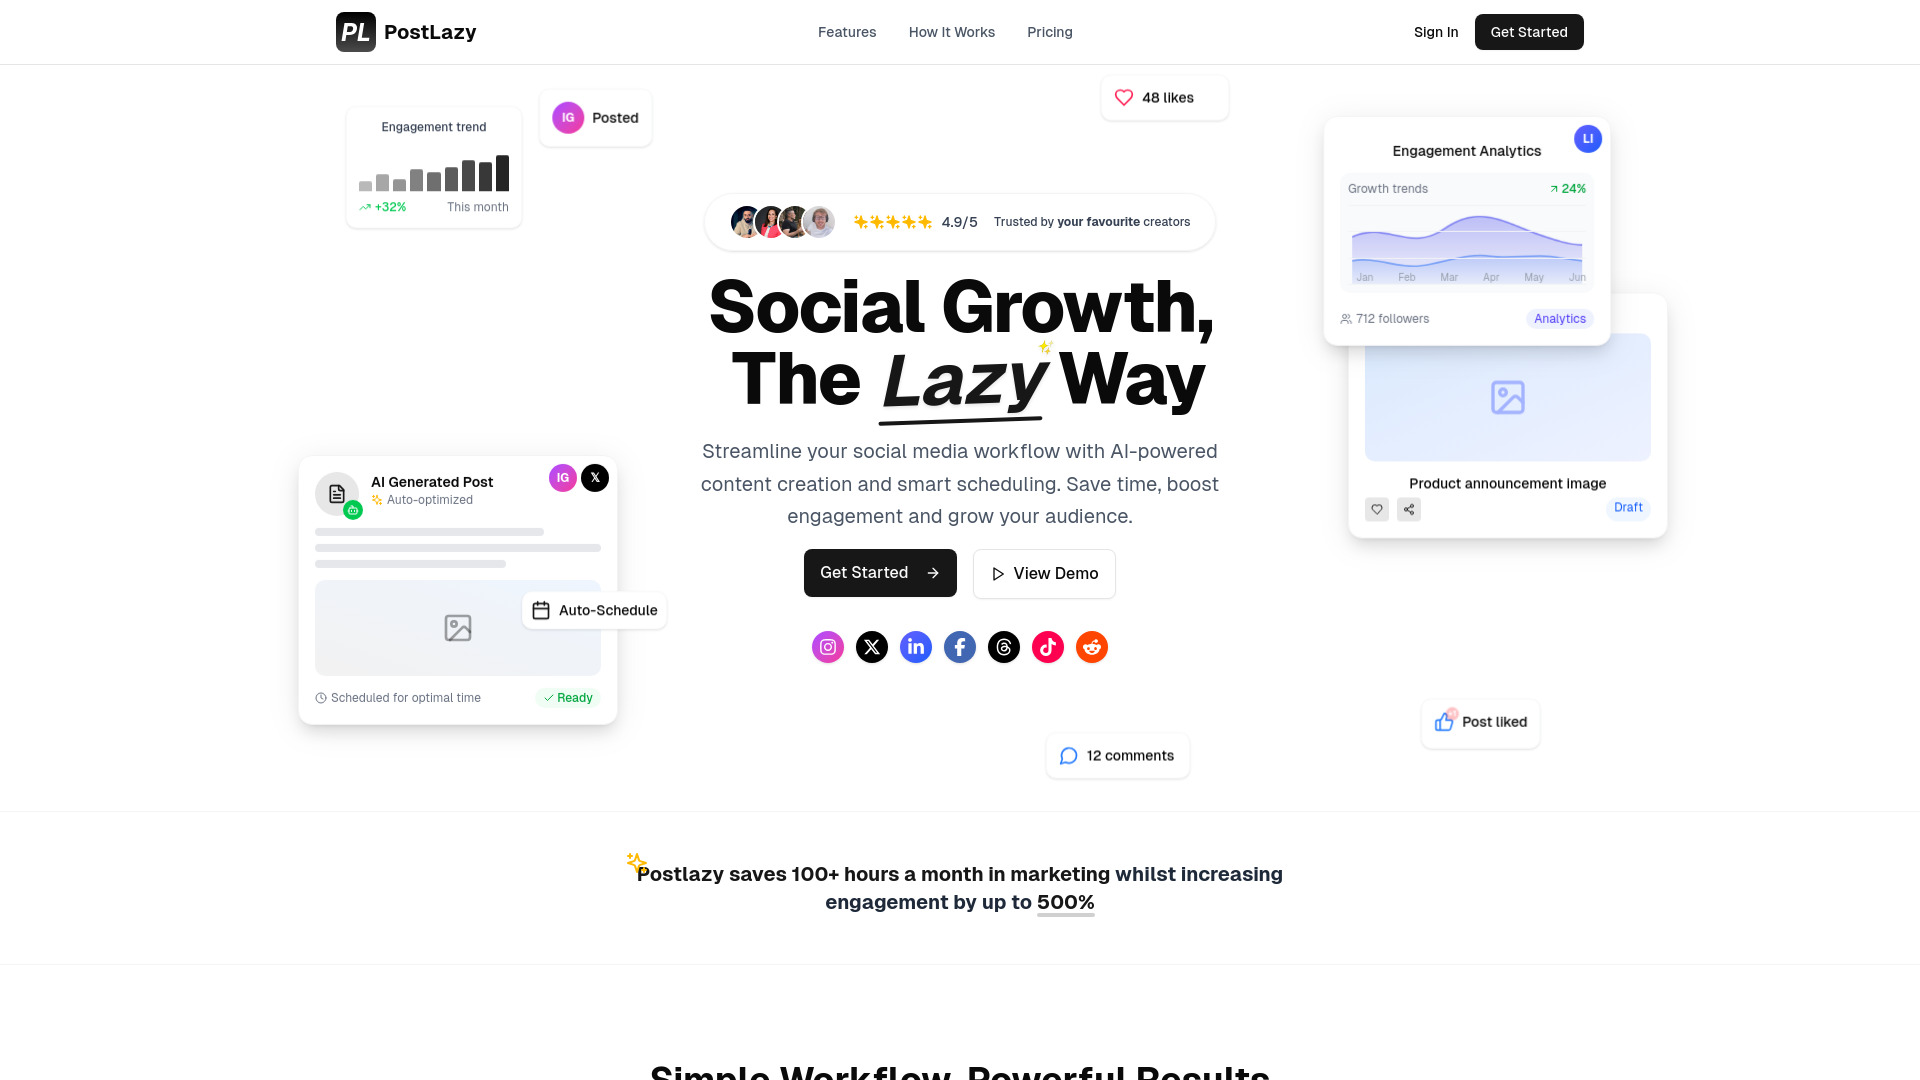 PL PostLazy
Features
How It Works
Pricing
Sign In
Get Started
Engagement trend
+32%
This month
IG
Posted
48 likes
LI
Engagement Analytics
Growth trends
24%
Jan Feb Mar Apr May Jun
712 followers
Analytics
4.9/5
Trusted by your favourite creators
Social Growth,
The Lazy Way
Streamline your social media workflow with AI-powered
content creation and smart scheduling. Save time, boost
engagement and grow your audience.
Get Started
View Demo
AI Generated Post
Auto-optimized
IG
X
Auto-Schedule
Scheduled for optimal time
Ready
Product announcement image
Draft
12 comments
Post liked
Postlazy saves 100+ hours a month in marketing whilst increasing
engagement by up to 500%
Simple Workflow, Powerful Results